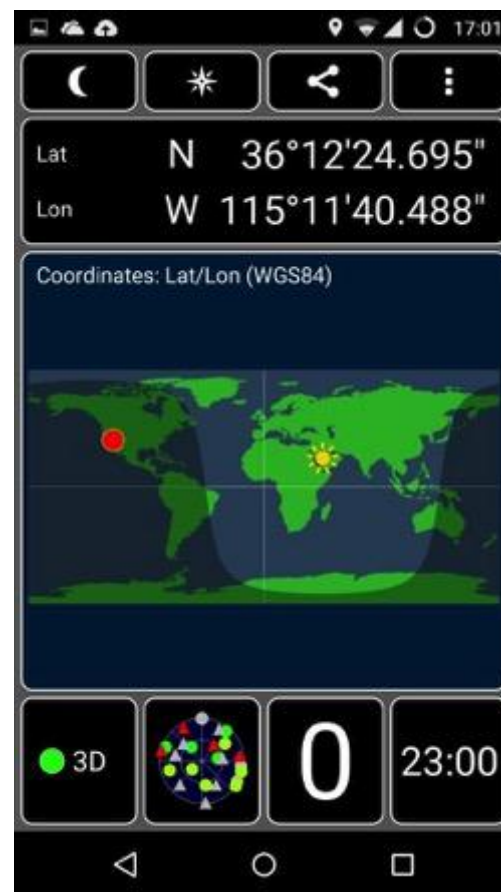 17:01
Lat N 36°12'24.695"
Lon W 115°11'40.488"
Coordinates: Lat/Lon (WGS84)
3D 0 23:00